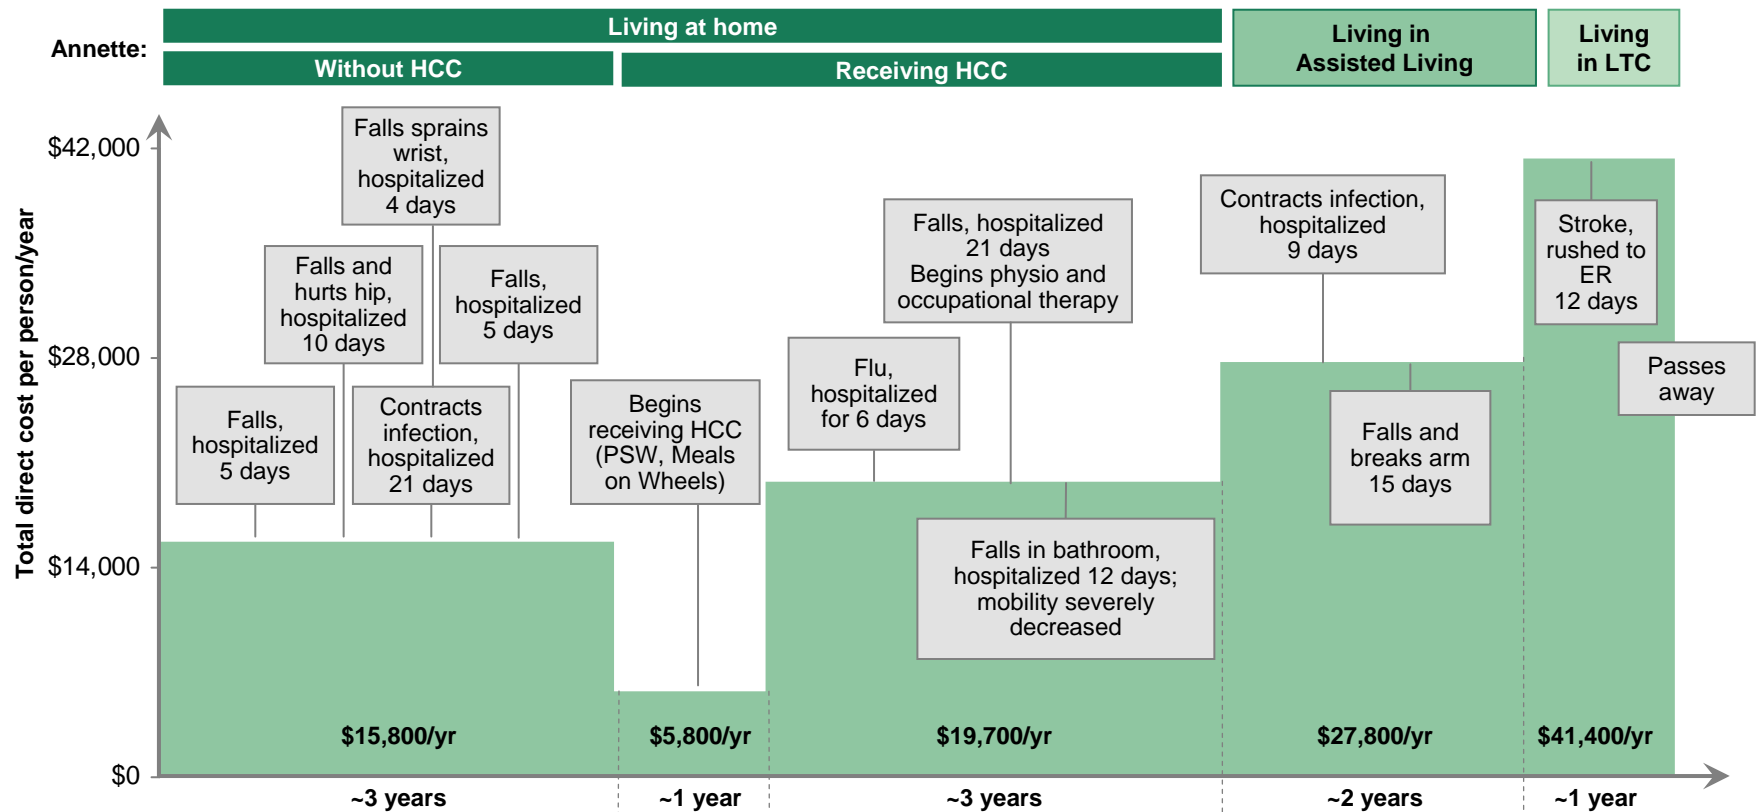 Annette:
Living at home
Without HCC
Receiving HCC
Living in
Assisted Living
Living
in LTC
Total direct cost per person/year
$42,000
$28,000
$14,000
$0
Falls,
hospitalized
5 days
Falls and
hurts hip,
hospitalized
10 days
Falls sprains
wrist,
hospitalized
4 days
Contracts
infection,
hospitalized
21 days
Falls,
hospitalized
5 days
Begins
receiving HCC
(PSW, Meals
on Wheels)
Flu,
hospitalized
for 6 days
Falls, hospitalized
21 days
Begins physio and
occupational therapy
Falls in bathroom,
hospitalized 12 days;
mobility severely
decreased
Contracts infection,
hospitalized
9 days
Falls and
breaks arm
15 days
Stroke,
rushed to
ER
12 days
Passes
away
$15,800/yr
$5,800/yr
$19,700/yr
$27,800/yr
$41,400/yr
~3 years
~1 year
~3 years
~2 years
~1 year